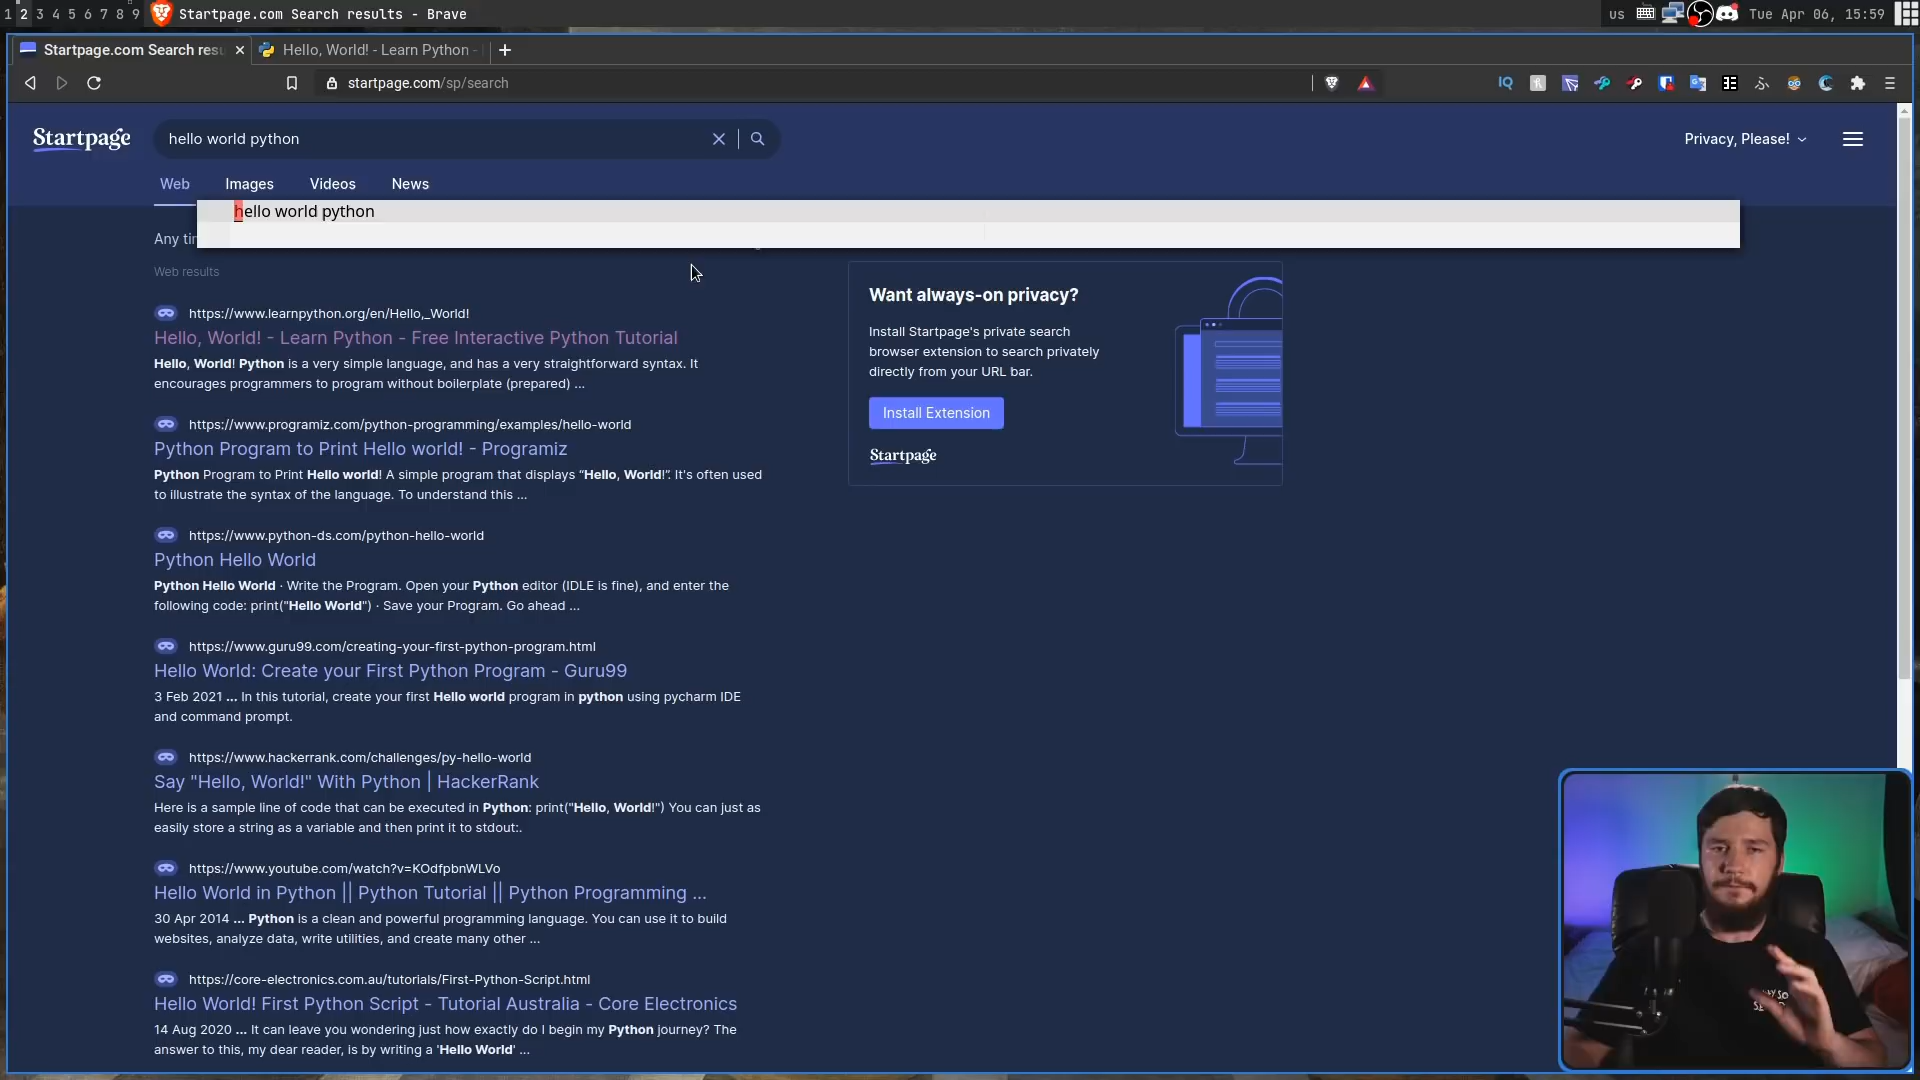 1 2 3 4 5 6 7 8 9 Startpage.com Search results - Brave
us Tue Apr 06, 15:59
Startpage.com Search resu
Hello, World! - Learn Python -
startpage.com/sp/search
IQ
Startpage
hello world python
Privacy, Please!
Web Images Videos News
hello world python
Any tir
Web results
https://www.learnpython.org/en/Hello,_World!
Hello, World! - Learn Python - Free Interactive Python Tutorial
Hello, World! Python is a very simple language, and has a very straightforward syntax. It
encourages programmers to program without boilerplate (prepared) ...
https://www.programiz.com/python-programming/examples/hello-world
Python Program to Print Hello world! - Programiz
Python Program to Print Hello world! A simple program that displays “Hello, World!”. It's often used
to illustrate the syntax of the language. To understand this ...
https://www.python-ds.com/python-hello-world
Python Hello World
Python Hello World · Write the Program. Open your Python editor (IDLE is fine), and enter the
following code: print("Hello World") · Save your Program. Go ahead ...
https://www.guru99.com/creating-your-first-python-program.html
Hello World: Create your First Python Program - Guru99
3 Feb 2021 ... In this tutorial, create your first Hello world program in python using pycharm IDE
and command prompt.
https://www.hackerrank.com/challenges/py-hello-world
Say "Hello, World!" With Python | HackerRank
Here is a sample line of code that can be executed in Python: print("Hello, World!") You can just as
easily store a string as a variable and then print it to stdout:.
https://www.youtube.com/watch?v=KOdfpbnWLVo
Hello World in Python || Python Tutorial || Python Programming ...
30 Apr 2014 ... Python is a clean and powerful programming language. You can use it to build
websites, analyze data, write utilities, and create many other ...
https://core-electronics.com.au/tutorials/First-Python-Script.html
Hello World! First Python Script - Tutorial Australia - Core Electronics
14 Aug 2020 ... It can leave you wondering just how exactly do I begin my Python journey? The
answer to this, my dear reader, is by writing a 'Hello World' ...
Want always-on privacy?
Install Startpage's private search
browser extension to search privately
directly from your URL bar.
Install Extension
Startpage